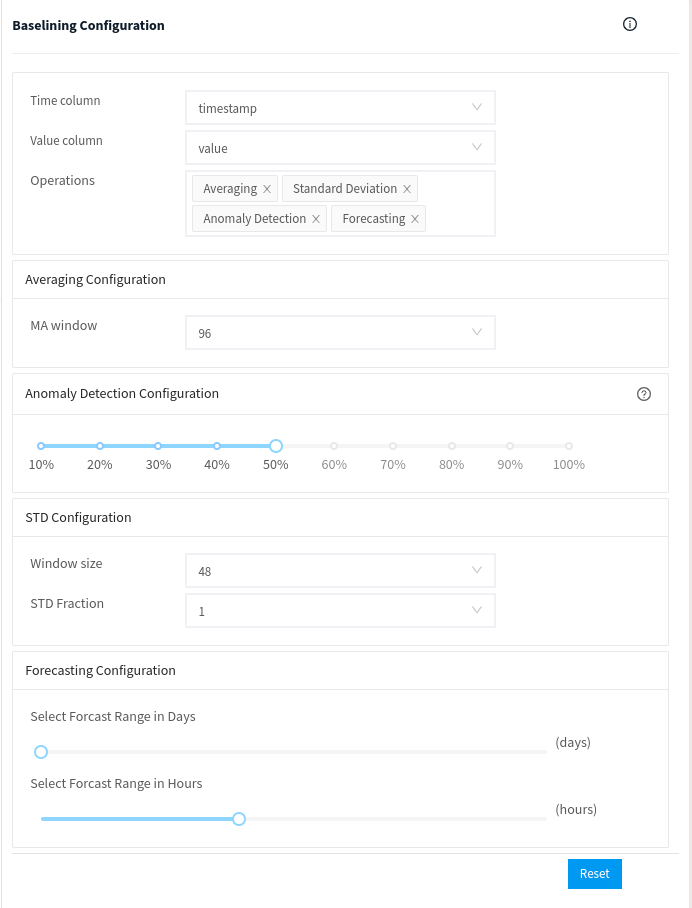 Baselining Configuration
Time column
timestamp
Value column
value
Operations
Averaging
Standard Deviation
Anomaly Detection
Forecasting
Averaging Configuration
MA window
96
Anomaly Detection Configuration
10% 20% 30% 40% 50% 60% 70% 80% 90% 100%
STD Configuration
Window size
48
STD Fraction
1
Forecasting Configuration
Select Forcast Range in Days
(days)
Select Forcast Range in Hours
(hours)
Reset